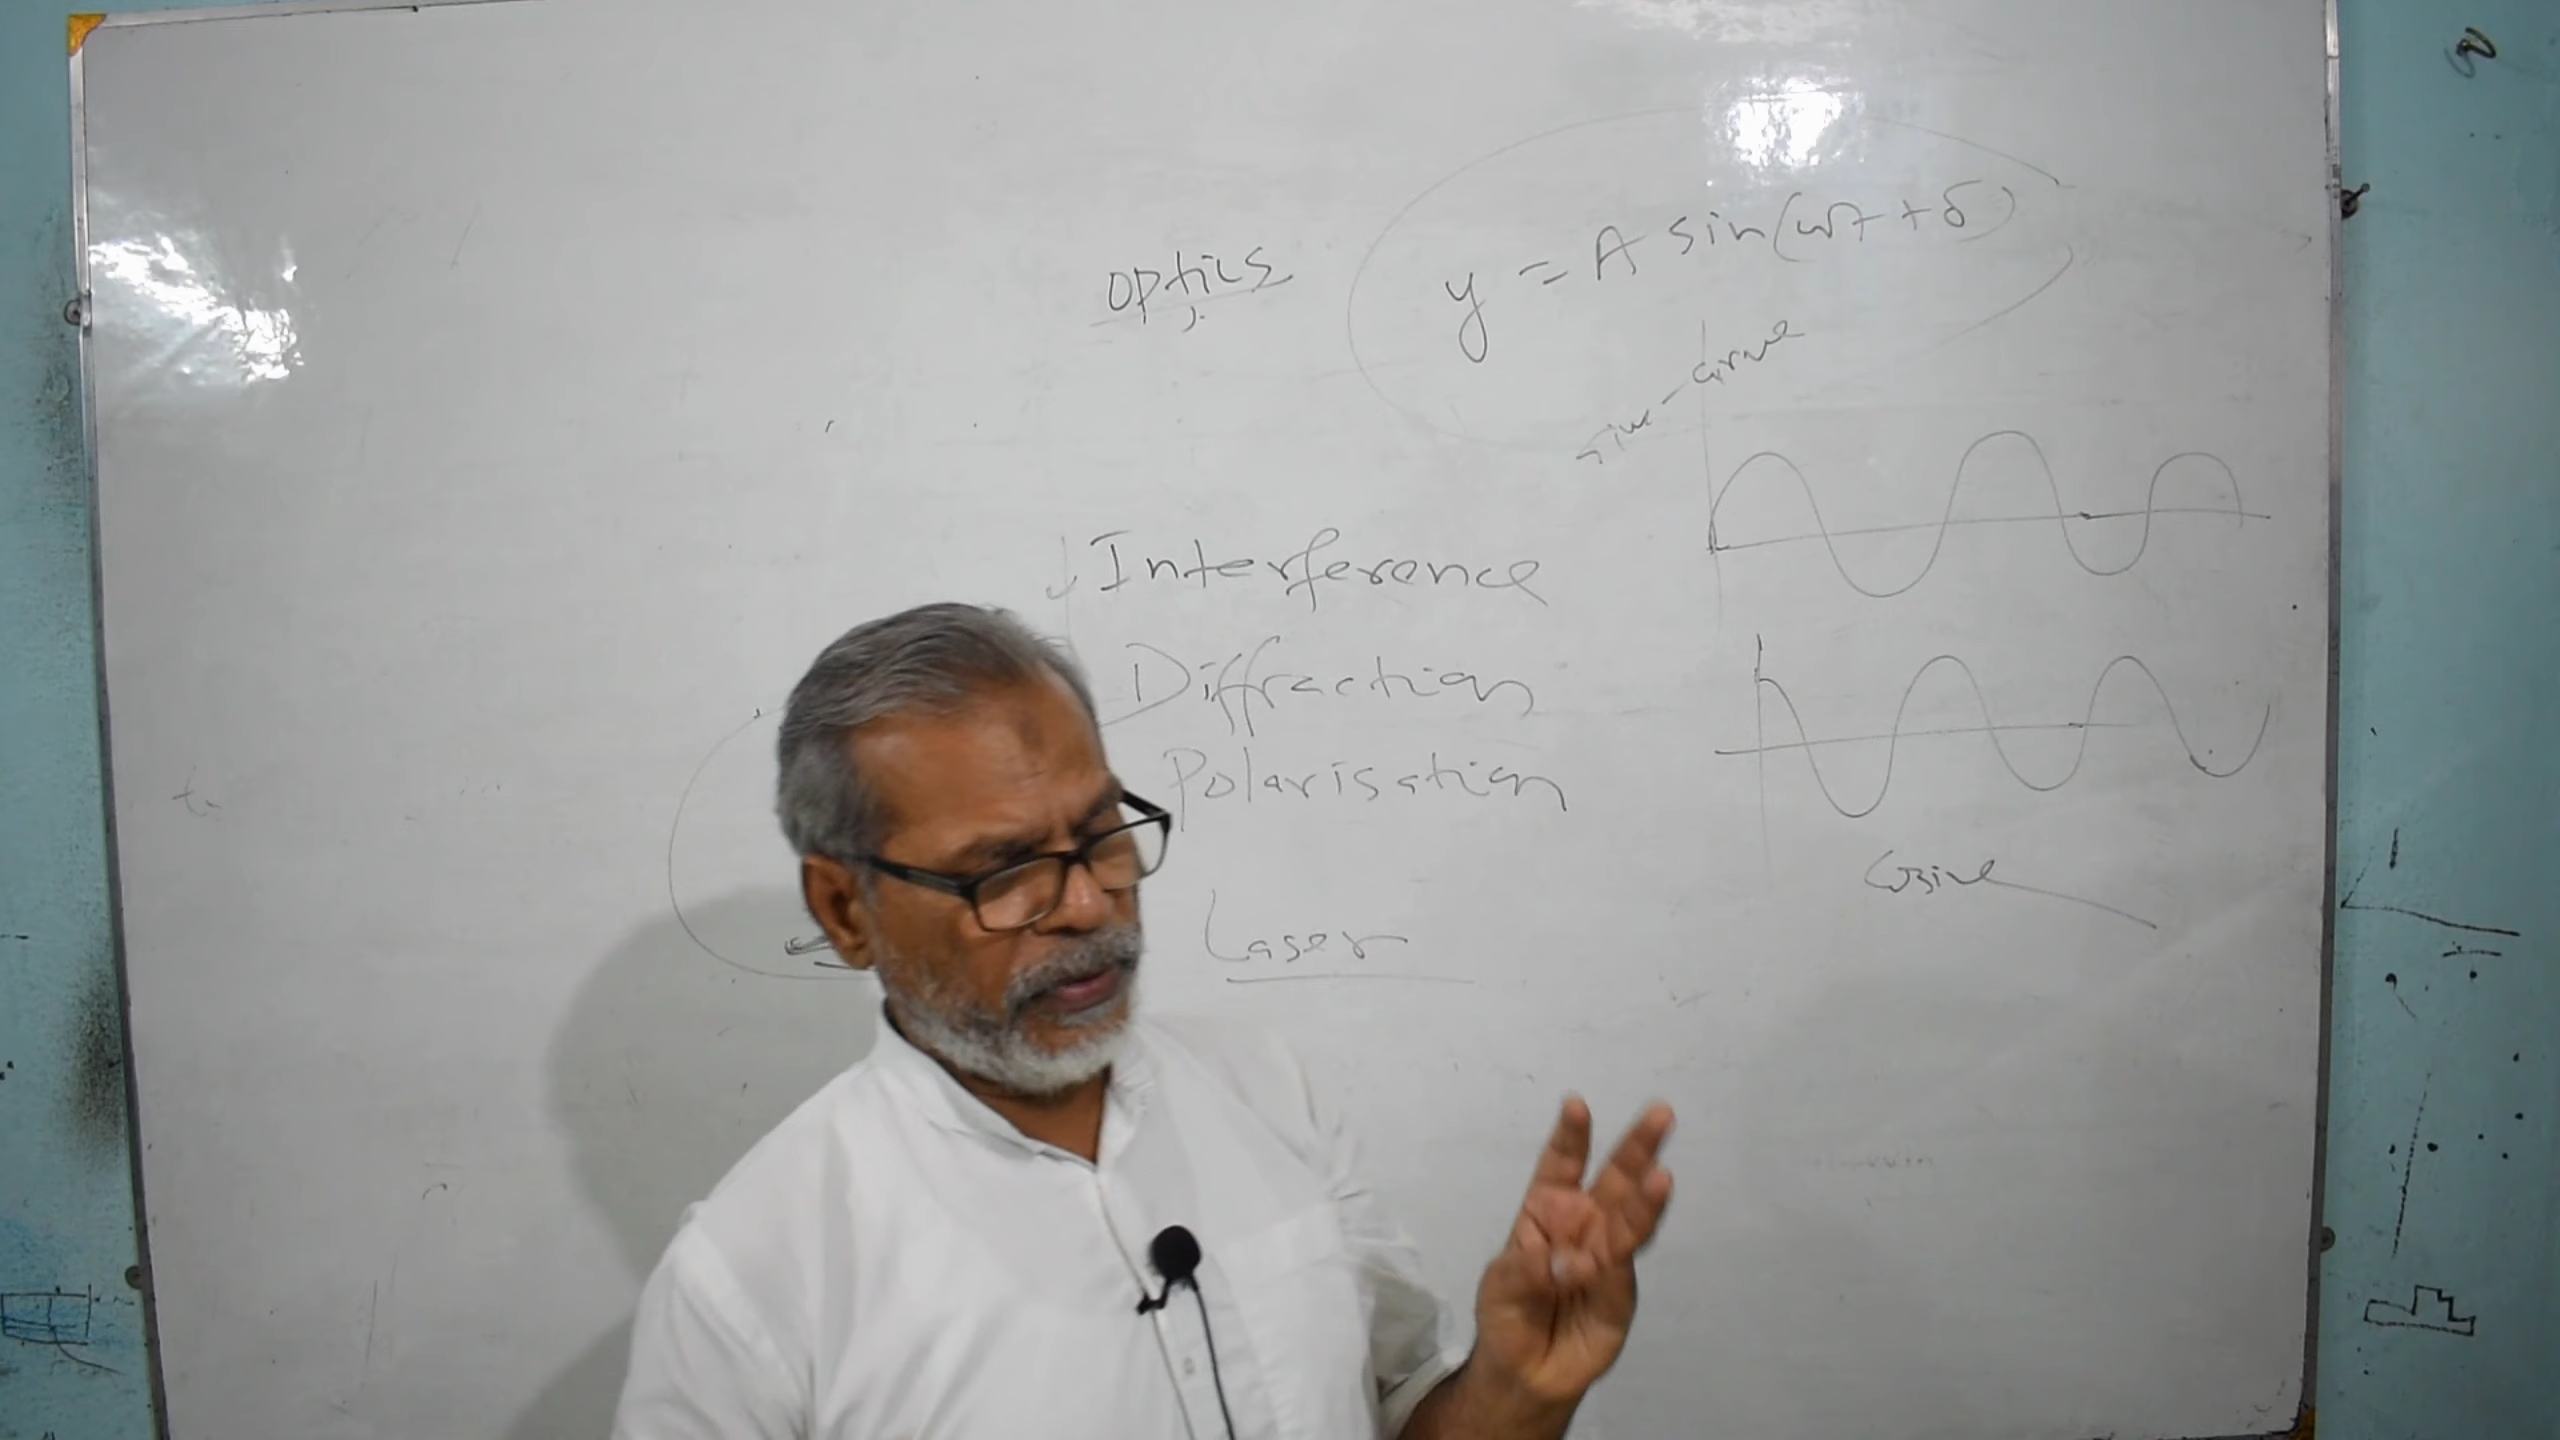 optics
y = A sin(ωt + δ)
sine - curve
Interference
Diffraction
Polarisation
Cosine
Laser